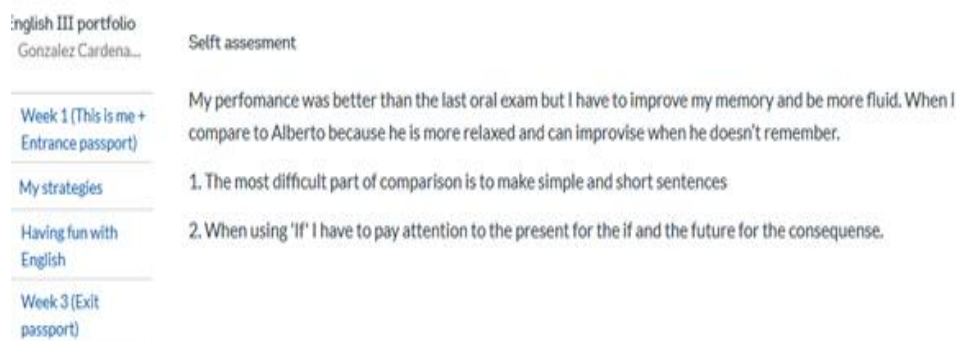 English III portfolio
Gonzalez Cardena...
Week 1 (This is me +
Entrance passport)
My strategies
Having fun with
English
Week 3 (Exit
passport)
Selft assesment
My perfomance was better than the last oral exam but I have to improve my memory and be more fluid. When I
compare to Alberto because he is more relaxed and can improvise when he doesn't remember.
1. The most difficult part of comparison is to make simple and short sentences
2. When using 'If' I have to pay attention to the present for the if and the future for the consequense.